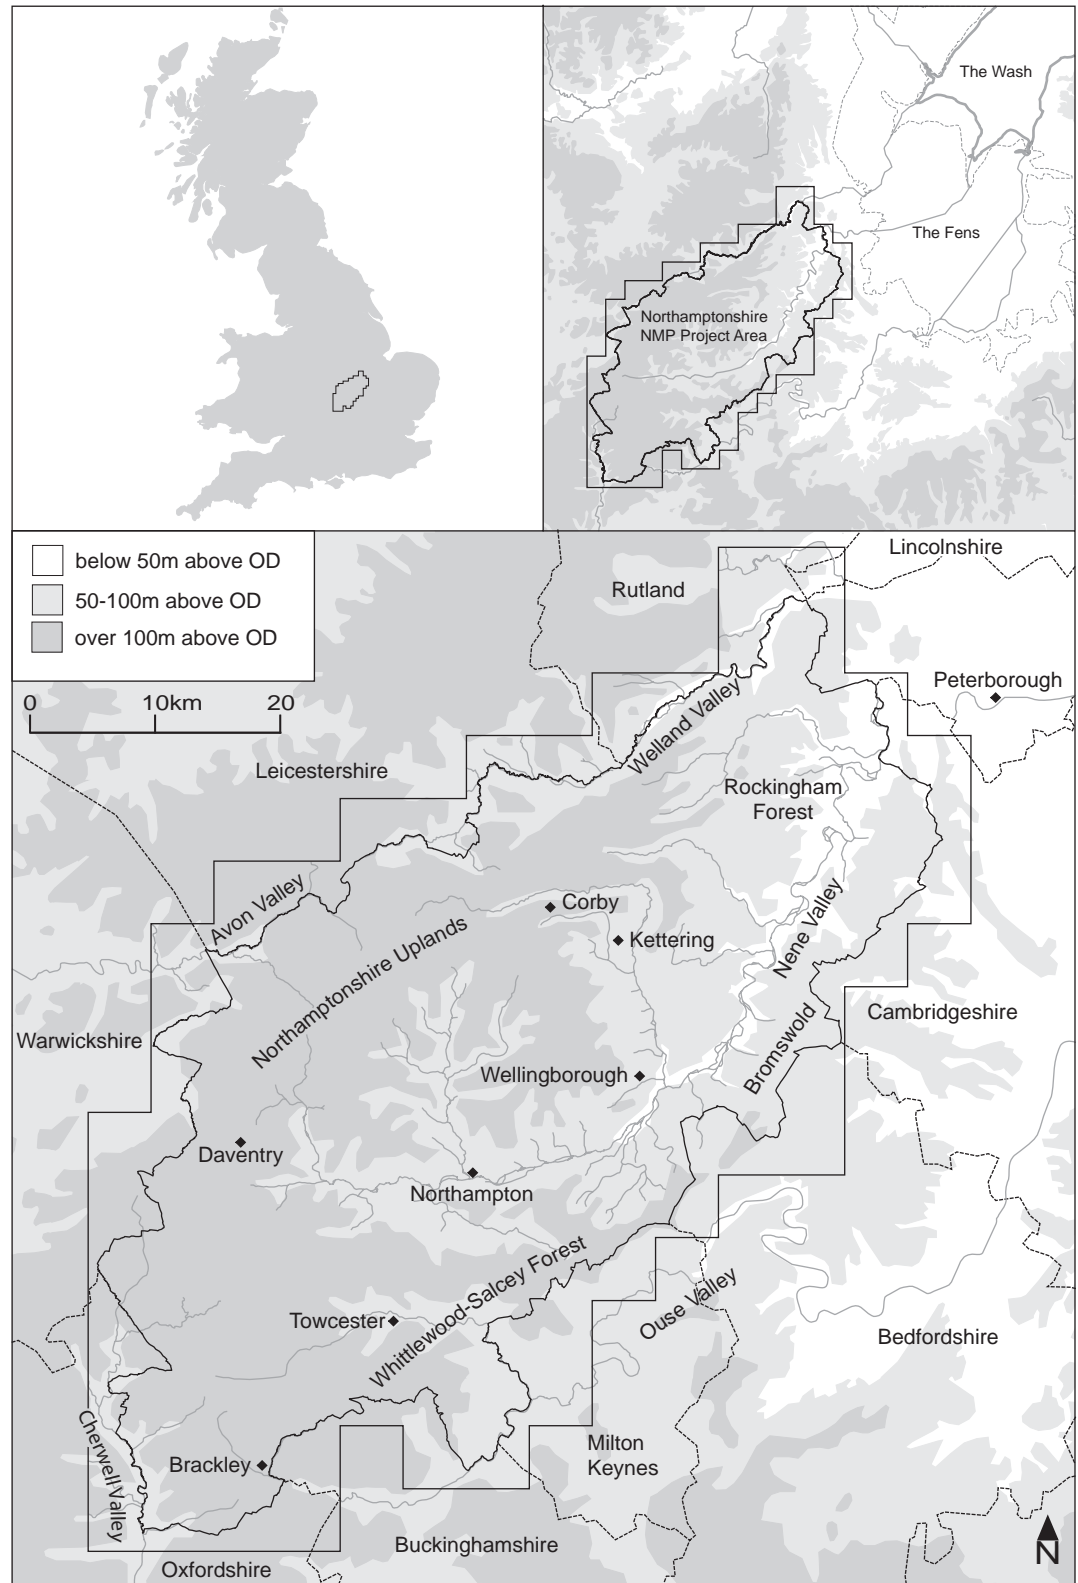 The Wash
The Fens
Northamptonshire
NMP Project Area
below 50m above OD
50-100m above OD
over 100m above OD
0
10km
20
Lincolnshire
Rutland
Peterborough
Welland Valley
Leicestershire
Rockingham
Forest
Avon Valley
Corby
Kettering
Nene Valley
Northamptonshire Uplands
Cambridgeshire
Warwickshire
Bromswold
Wellingborough
Daventry
Northampton
Whittlewood-Salcey Forest
Ouse Valley
Towcester
Bedfordshire
Cherwell Valley
Milton
Keynes
Brackley
Buckinghamshire
Oxfordshire
N